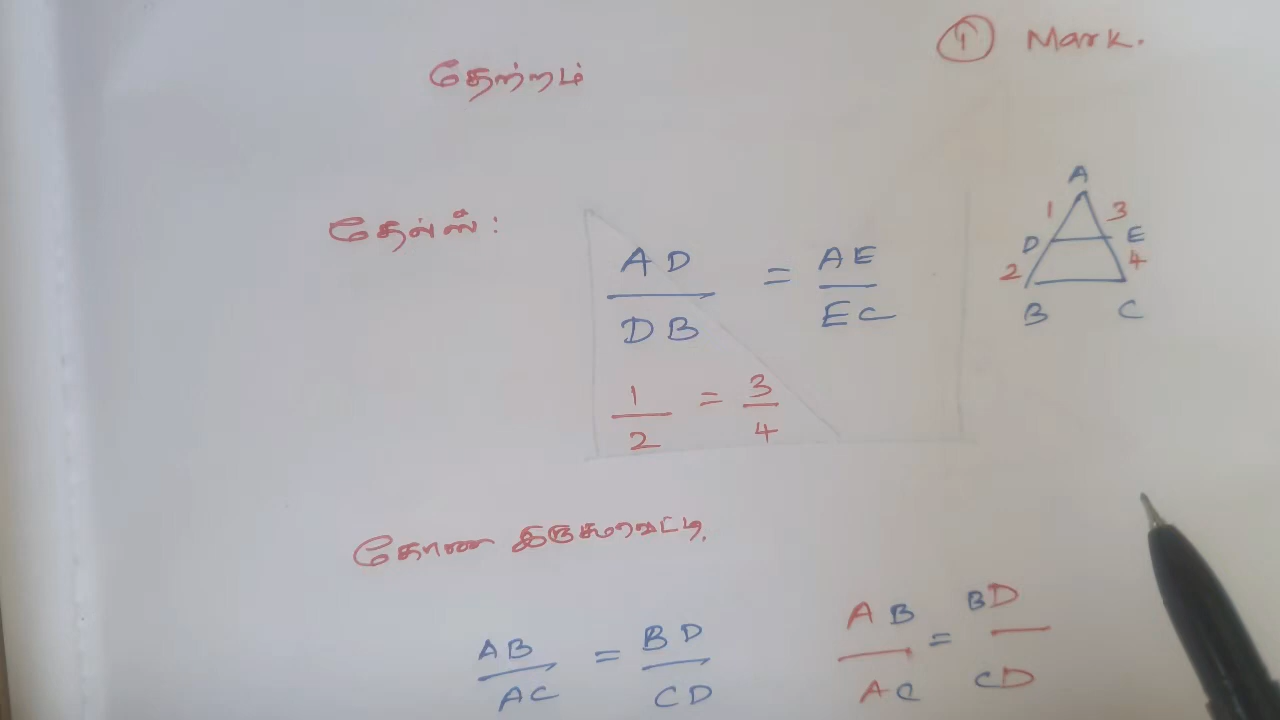 ① Mark.
தேற்றம்
தேல்ஸ் :
AD / DB = AE / EC
1 / 2 = 3 / 4
A
1 3
D E
2 4
B C
கோண இருசமவெட்டி
AB / AC = BD / CD
AB / AC = BD / CD